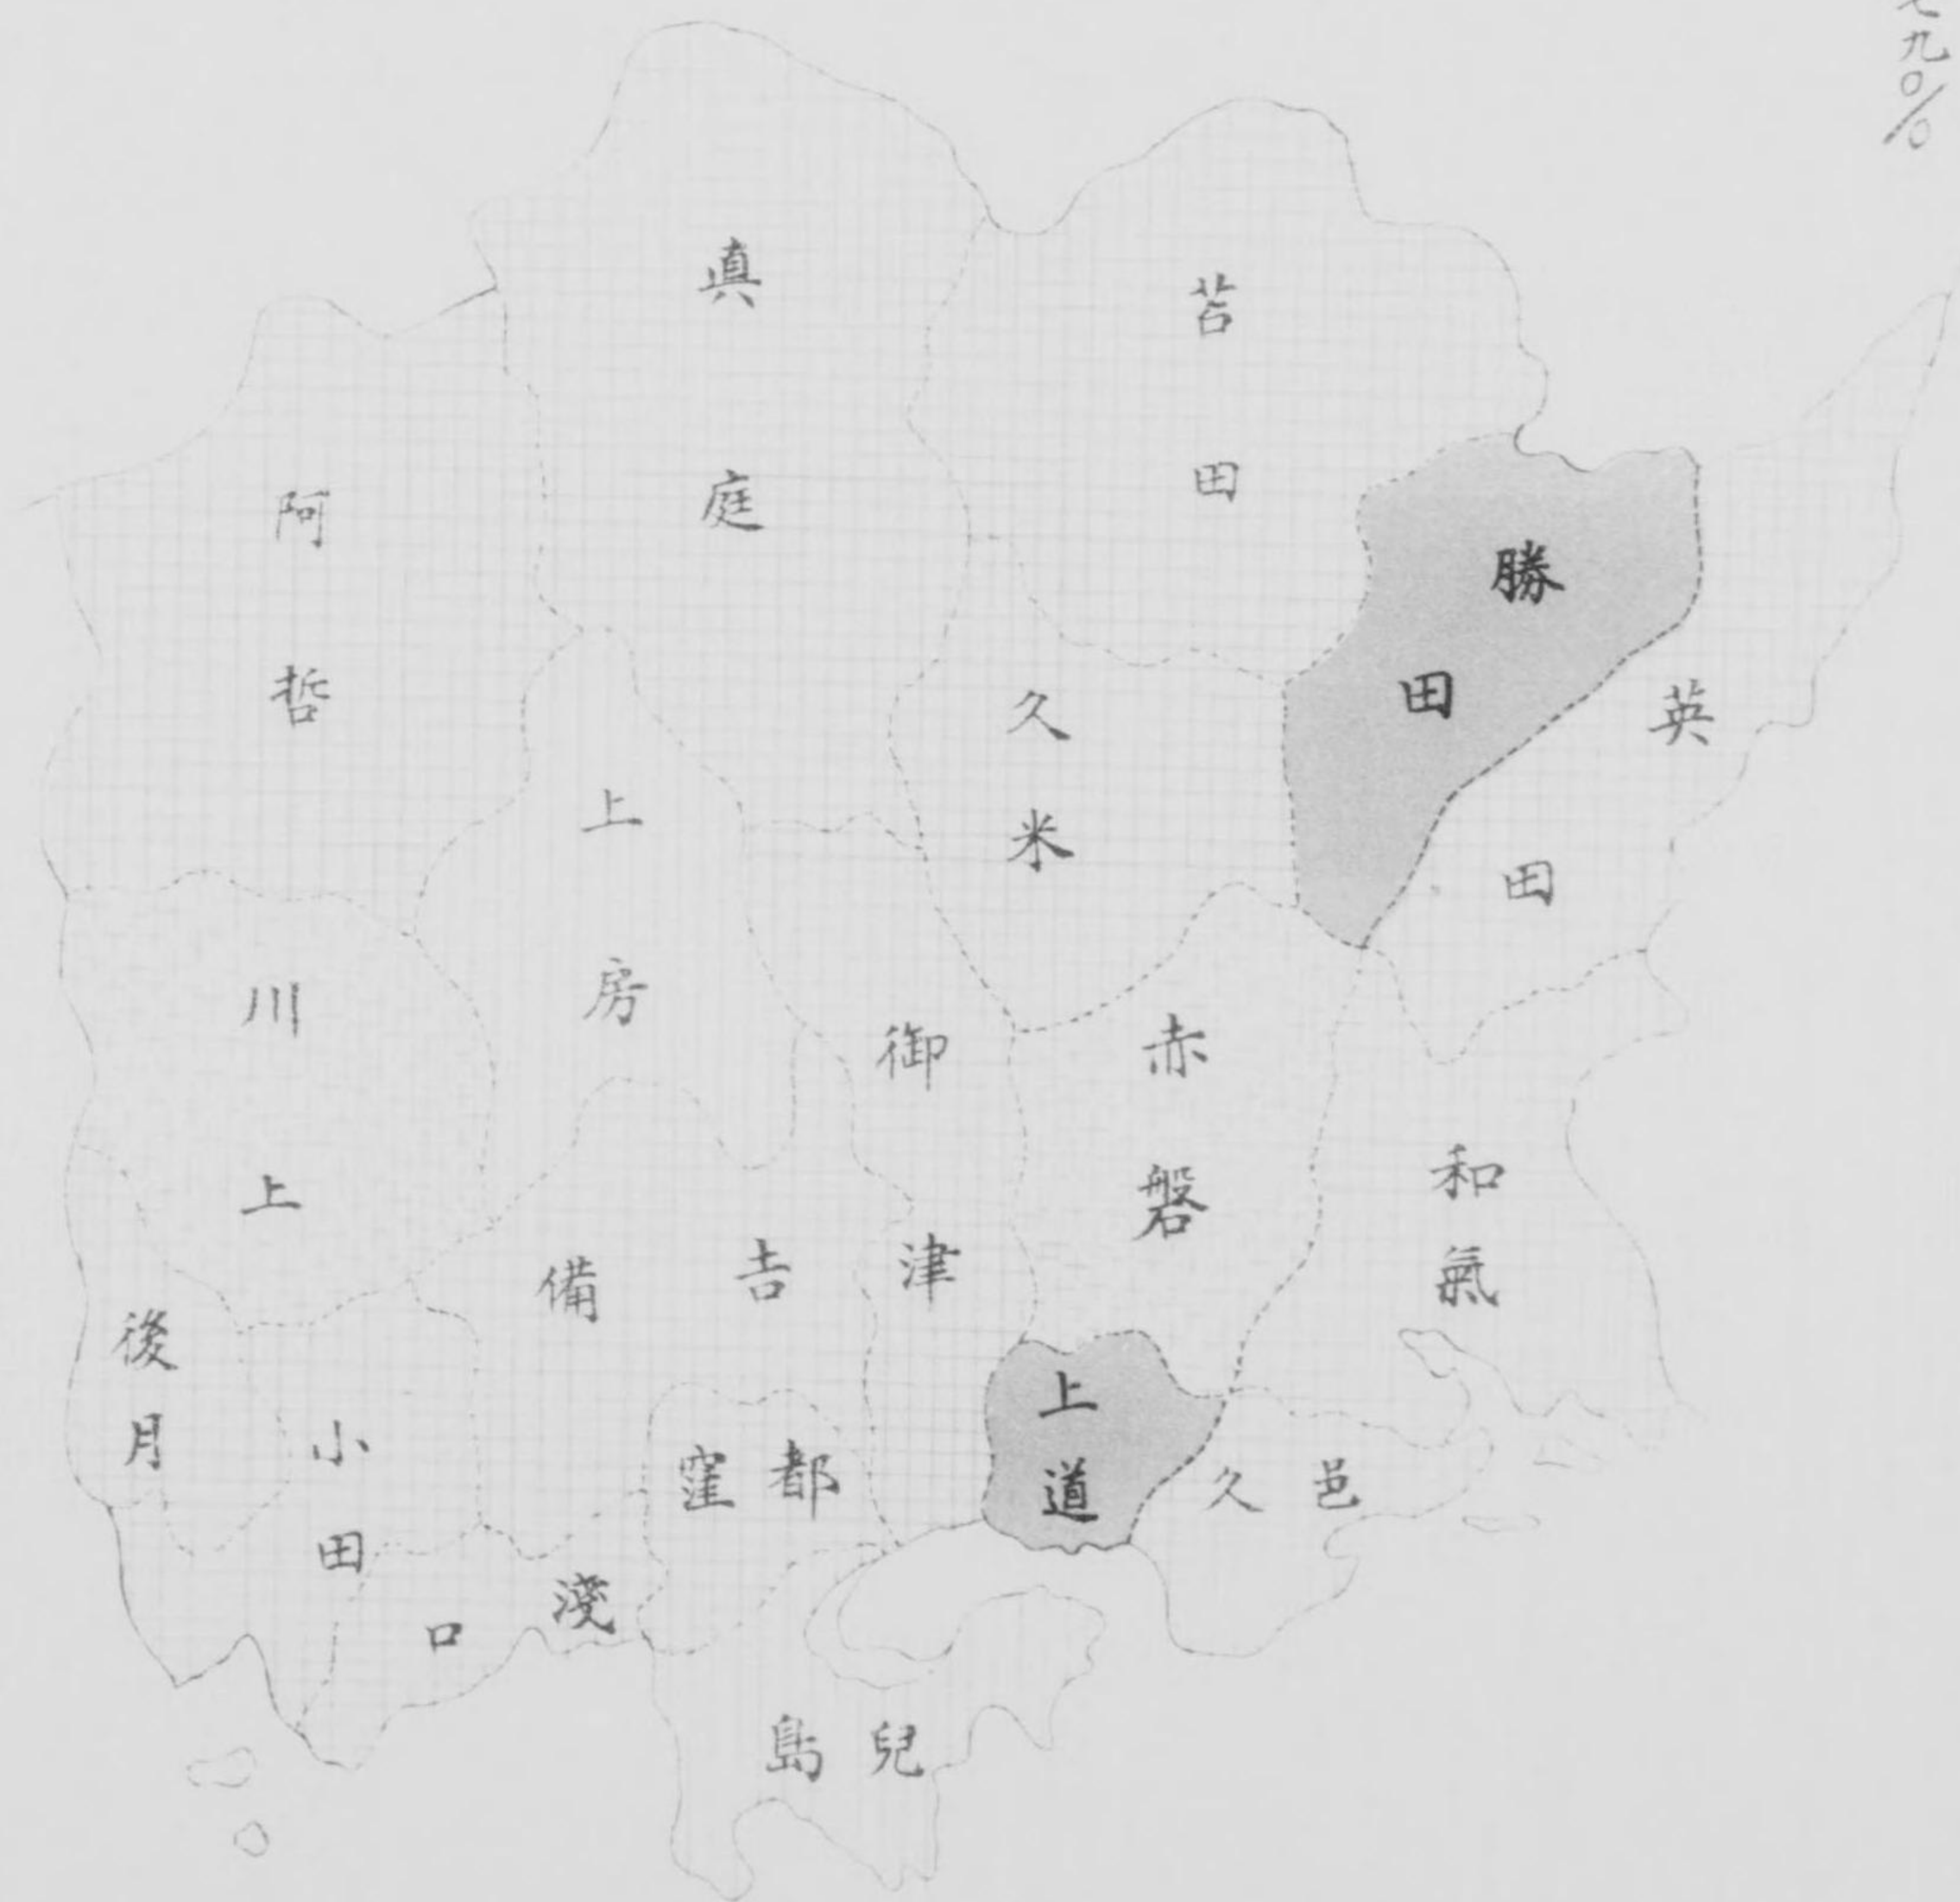 七九%
真庭
苫田
勝田
英田
阿哲
久米
上房
川上
御津
赤磐
和氣
吉備
後月
小田
都窪
上道
邑久
淺口
兒島